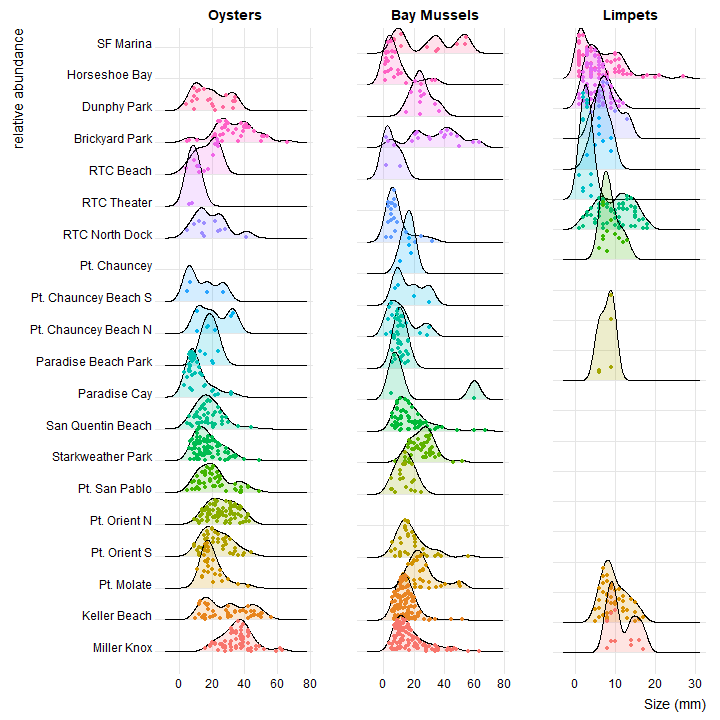 Oysters Bay Mussels Limpets
relative abundance
SF Marina
Horseshoe Bay
Dunphy Park
Brickyard Park
RTC Beach
RTC Theater
RTC North Dock
Pt. Chauncey
Pt. Chauncey Beach S
Pt. Chauncey Beach N
Paradise Beach Park
Paradise Cay
San Quentin Beach
Starkweather Park
Pt. San Pablo
Pt. Orient N
Pt. Orient S
Pt. Molate
Keller Beach
Miller Knox
0 20 40 60 80 0 20 40 60 80 0 10 20 30
Size (mm)